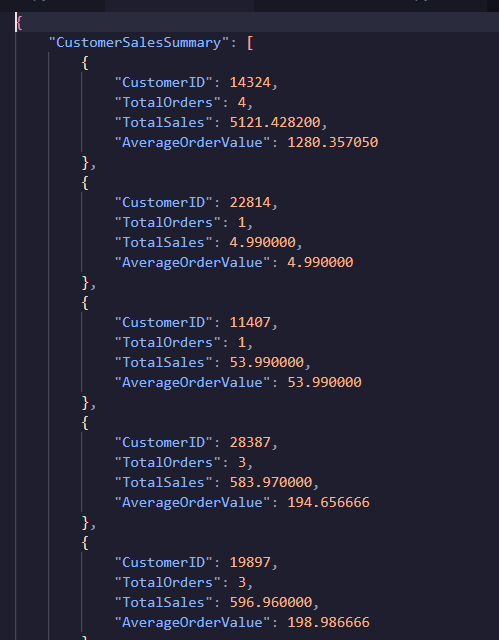 {
"CustomerSalesSummary": [
{
"CustomerID": 14324,
"TotalOrders": 4,
"TotalSales": 5121.428200,
"AverageOrderValue": 1280.357050
},
{
"CustomerID": 22814,
"TotalOrders": 1,
"TotalSales": 4.990000,
"AverageOrderValue": 4.990000
},
{
"CustomerID": 11407,
"TotalOrders": 1,
"TotalSales": 53.990000,
"AverageOrderValue": 53.990000
},
{
"CustomerID": 28387,
"TotalOrders": 3,
"TotalSales": 583.970000,
"AverageOrderValue": 194.656666
},
{
"CustomerID": 19897,
"TotalOrders": 3,
"TotalSales": 596.960000,
"AverageOrderValue": 198.986666